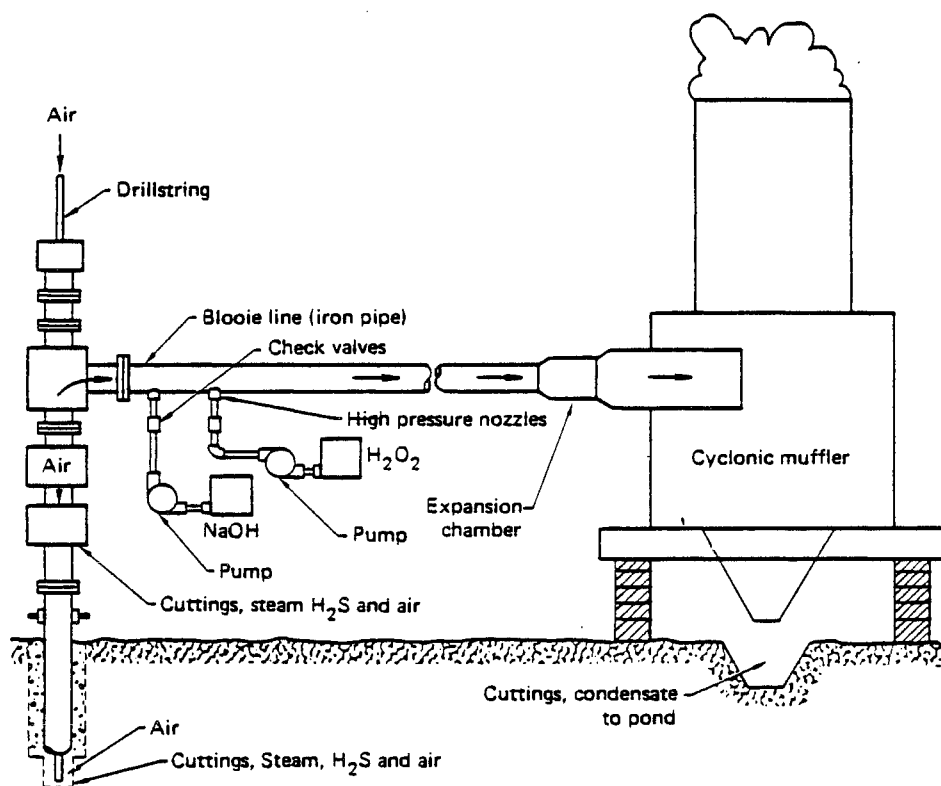 Air
Drillstring
Blooie line (iron pipe)
Check valves
High pressure nozzles
H2O2
Air
NaOH
Pump
Pump
Expansion
chamber
Cyclonic muffler
Cuttings, steam H2S and air
Cuttings, condensate
to pond
Air
Cuttings, Steam, H2S and air